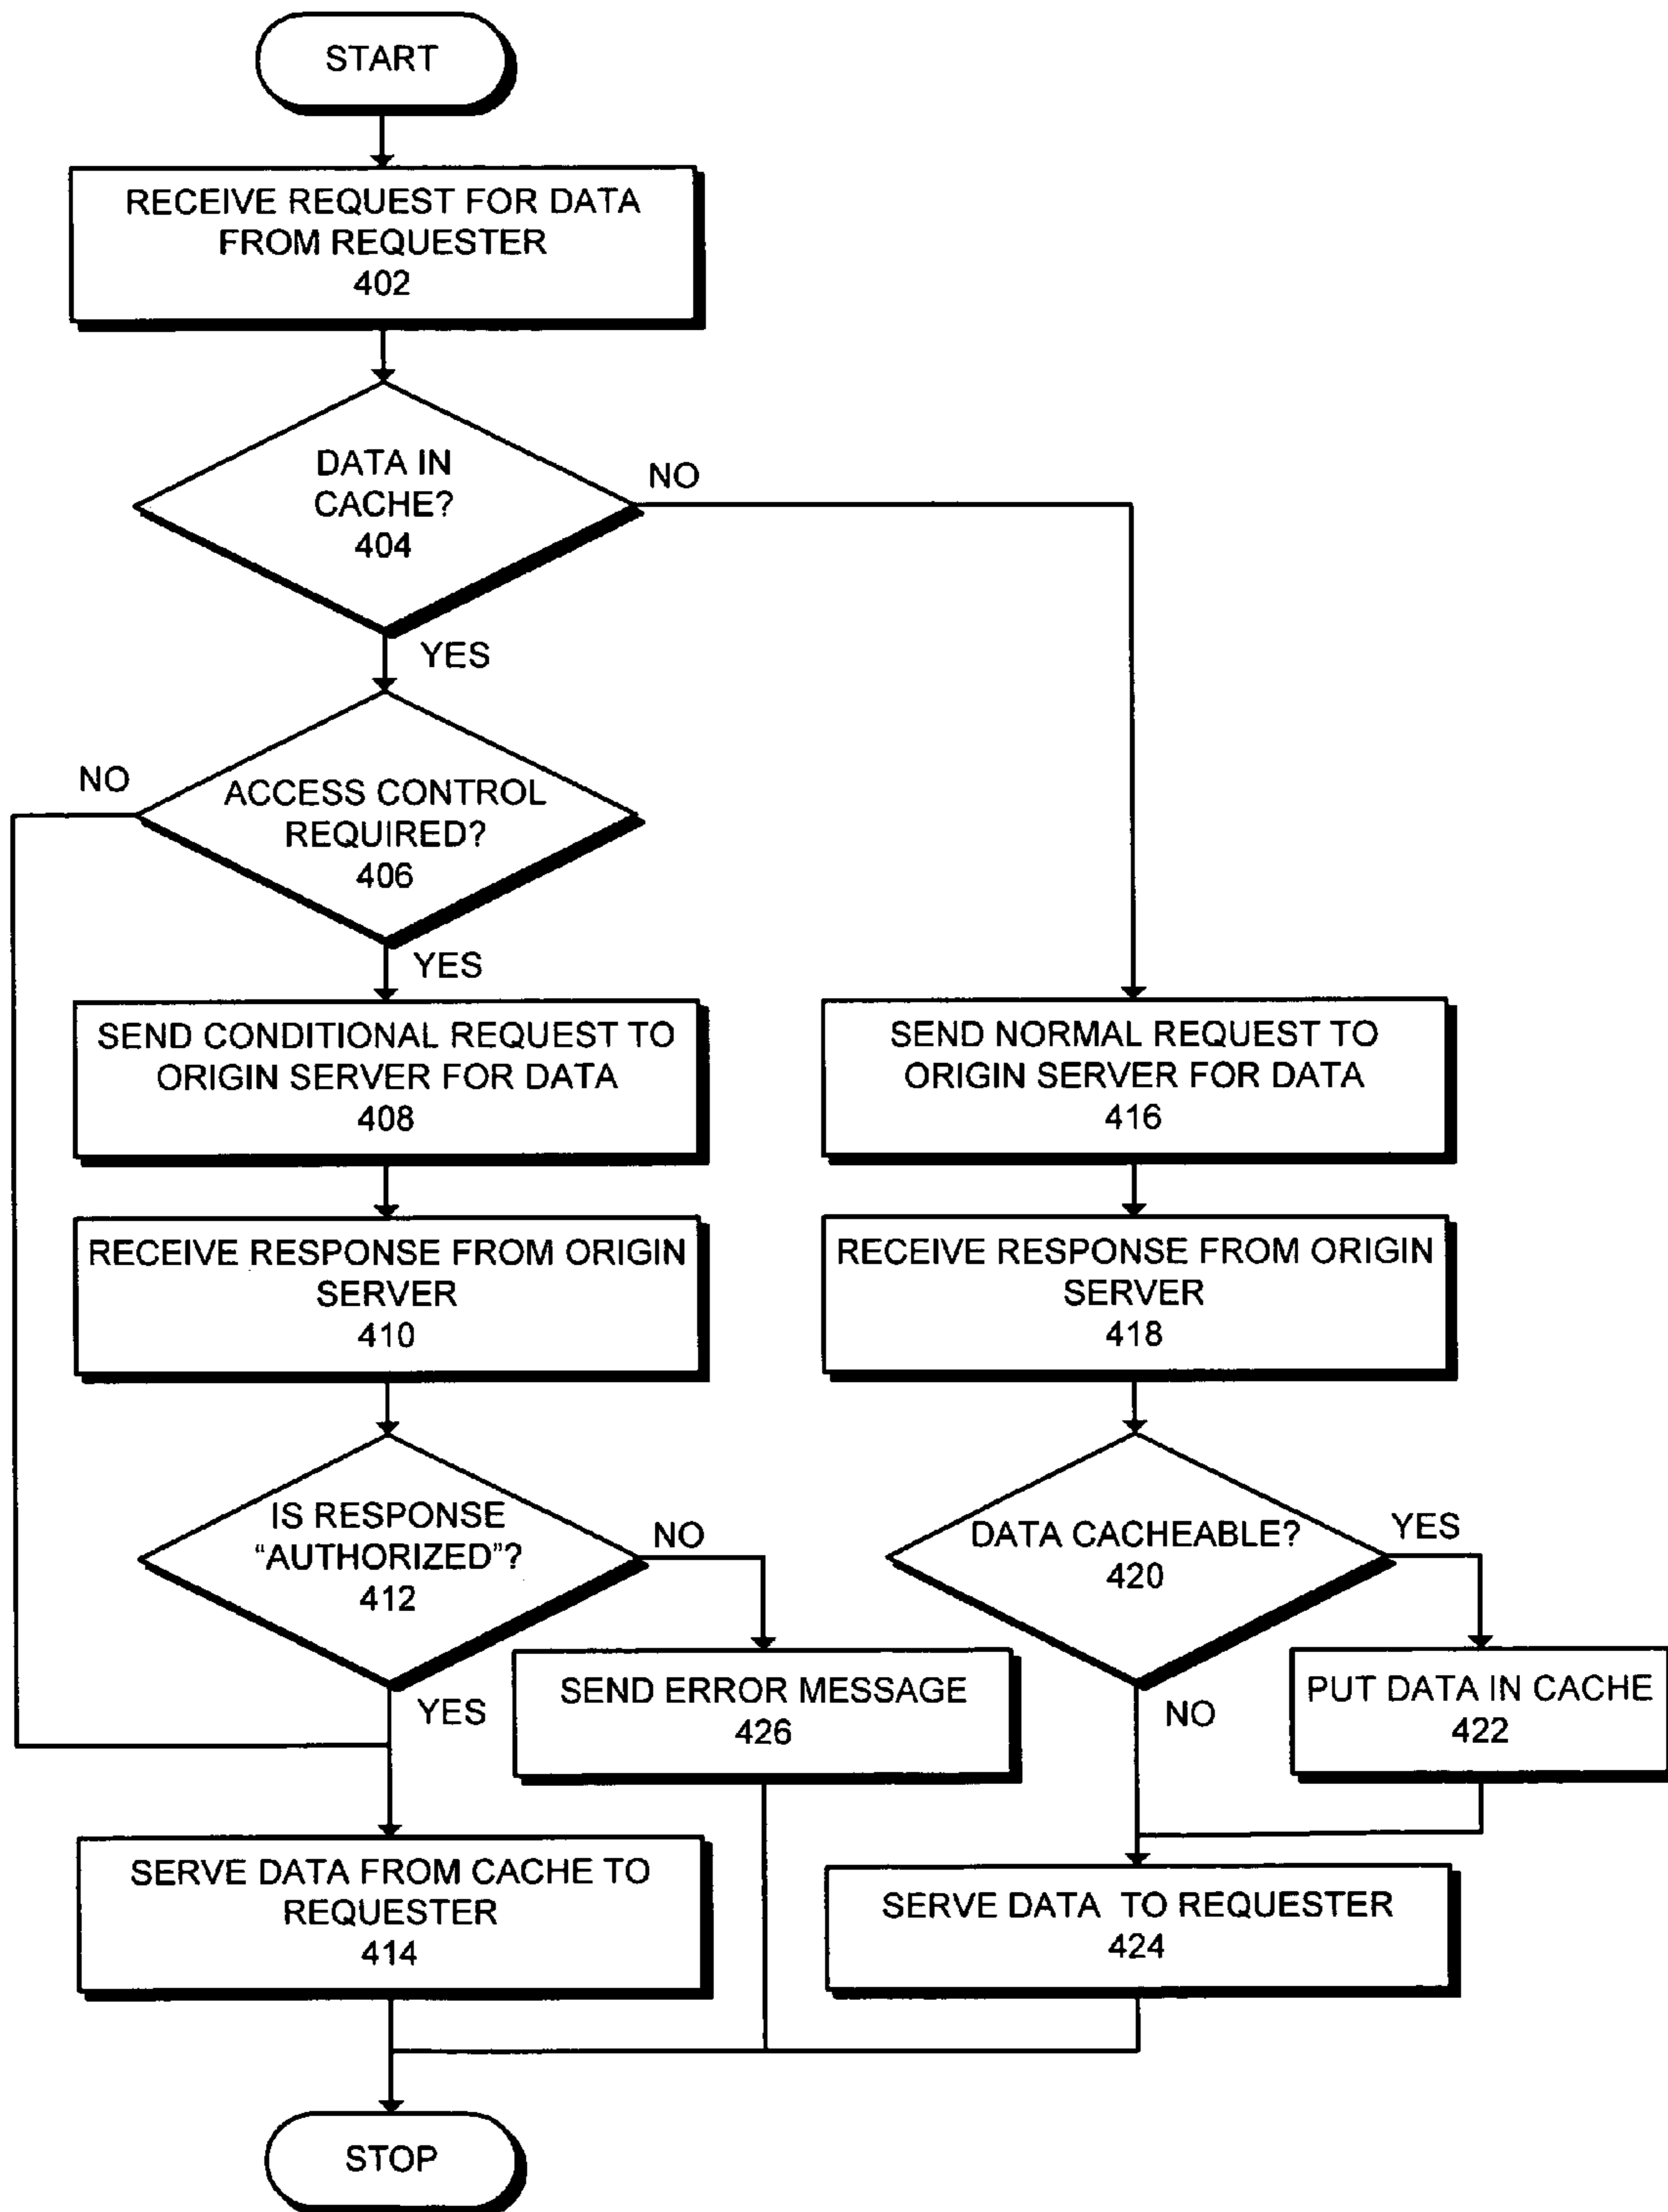 START
RECEIVE REQUEST FOR DATA
FROM REQUESTER
402
DATA IN
CACHE?
404
NO
YES
NO
ACCESS CONTROL
REQUIRED?
406
YES
SEND CONDITIONAL REQUEST TO
ORIGIN SERVER FOR DATA
408
SEND NORMAL REQUEST TO
ORIGIN SERVER FOR DATA
416
RECEIVE RESPONSE FROM ORIGIN
SERVER
410
RECEIVE RESPONSE FROM ORIGIN
SERVER
418
IS RESPONSE
“AUTHORIZED”?
412
NO
YES
DATA CACHEABLE?
420
YES
NO
SEND ERROR MESSAGE
426
PUT DATA IN CACHE
422
SERVE DATA FROM CACHE TO
REQUESTER
414
SERVE DATA TO REQUESTER
424
STOP